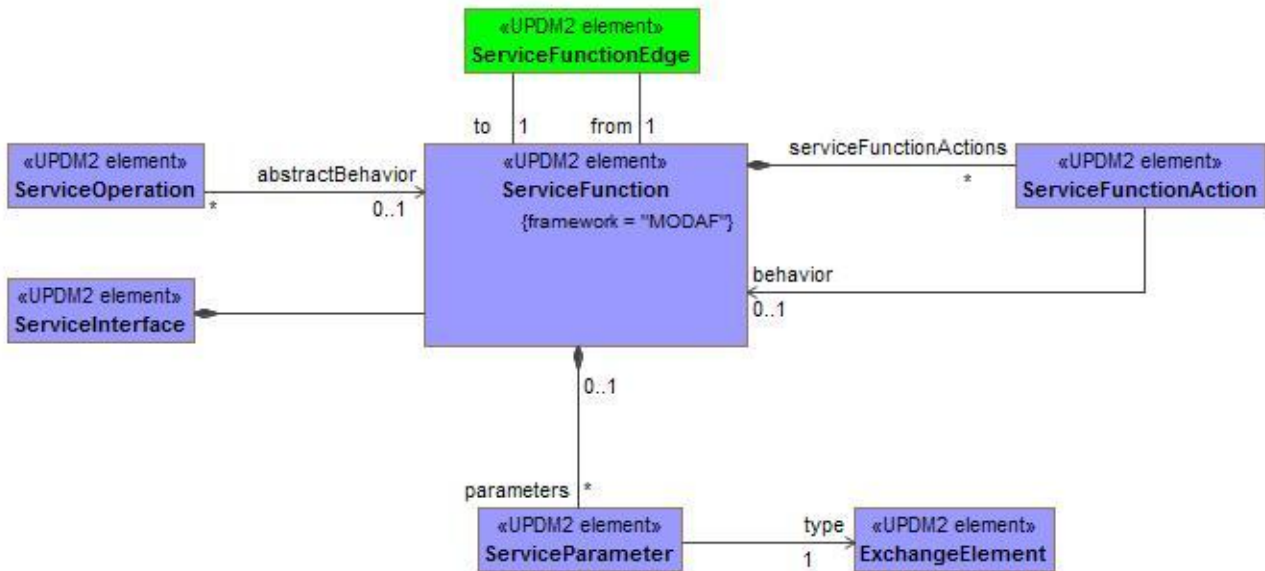 «UPDM2 element»
ServiceFunctionEdge
to
1
from
1
«UPDM2 element»
ServiceOperation
*
abstractBehavior
0..1
«UPDM2 element»
ServiceFunction
{framework = "MODAF"}
serviceFunctionActions
*
«UPDM2 element»
ServiceFunctionAction
behavior
0..1
«UPDM2 element»
ServiceInterface
0..1
parameters
*
«UPDM2 element»
ServiceParameter
type
1
«UPDM2 element»
ExchangeElement